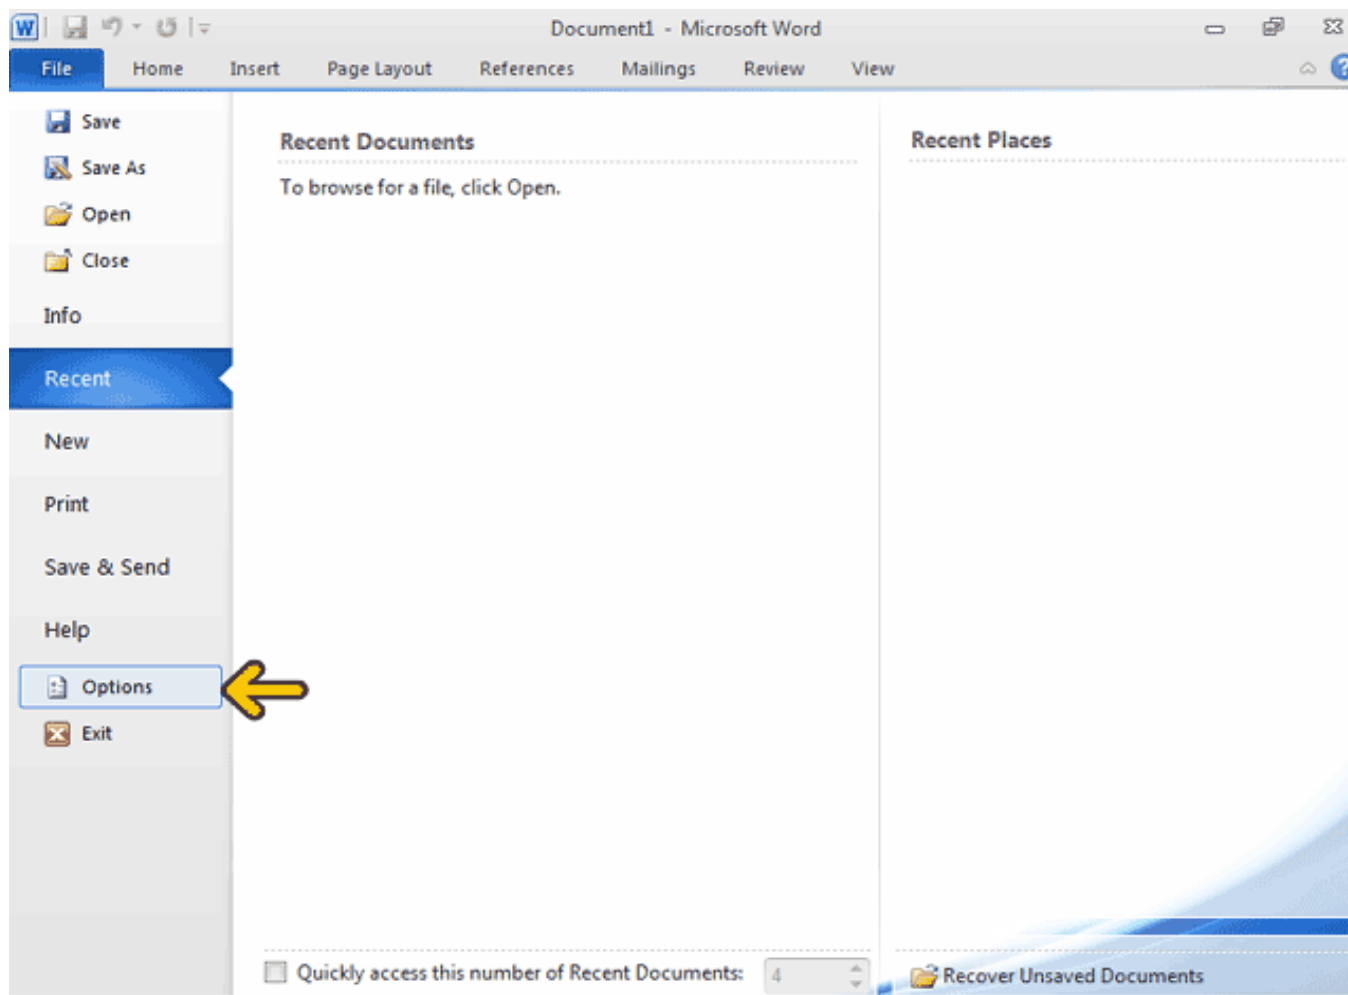 W
Document1 - Microsoft Word
File Home Insert Page Layout References Mailings Review View
?
Save
Save As
Open
Close
Info
Recent
New
Print
Save & Send
Help
Options
Exit
Recent Documents
To browse for a file, click Open.
Quickly access this number of Recent Documents: 4
Recent Places
Recover Unsaved Documents